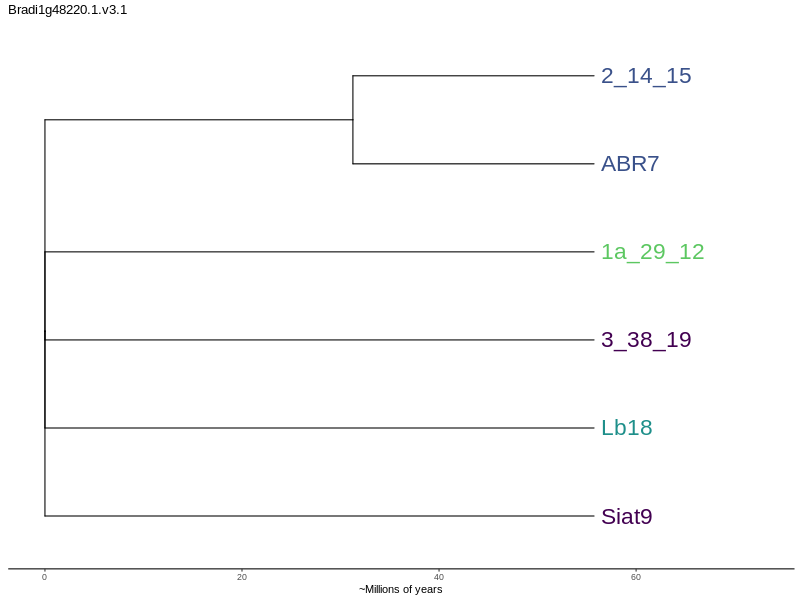 Bradi1g48220.1.v3.1
2_14_15
ABR7
1a_29_12
3_38_19
Lb18
Siat9
0 20 40 60
~Millions of years